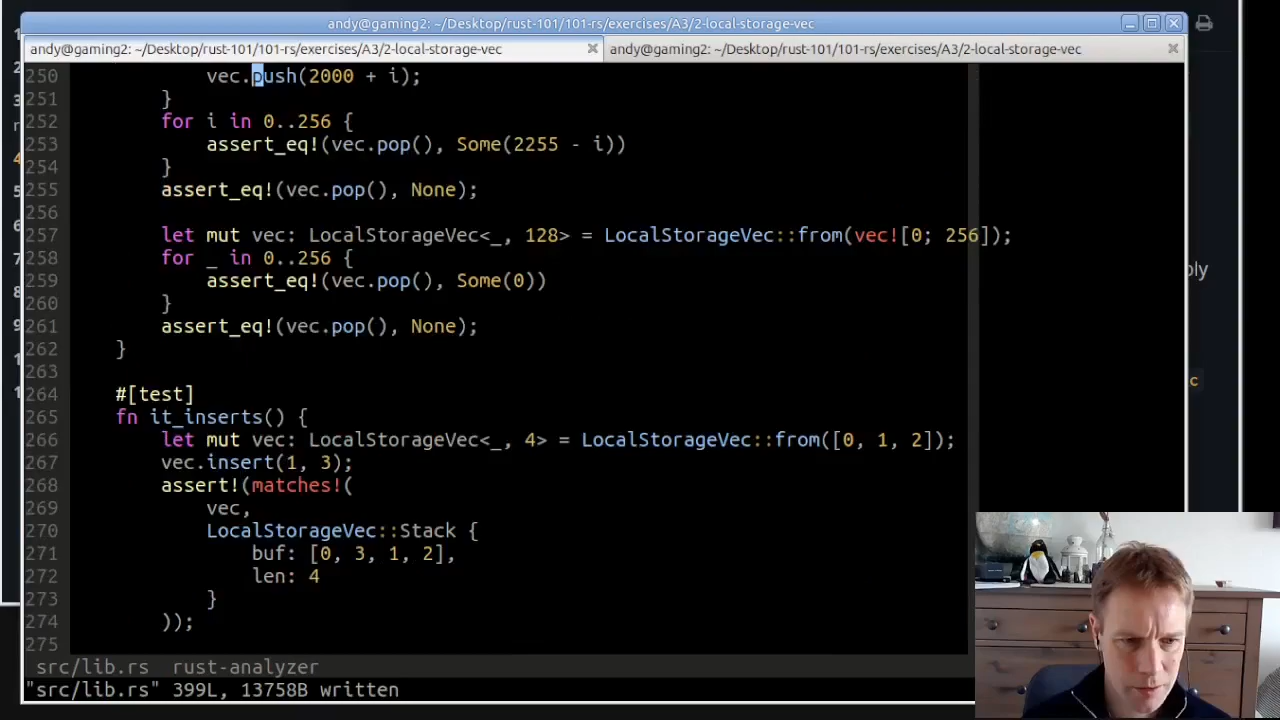 andy@gaming2: ~/Desktop/rust-101/101-rs/exercises/A3/2-local-storage-vec
andy@gaming2: ~/Desktop/rust-101/101-rs/exercises/A3/2-local-storage-vec
andy@gaming2: ~/Desktop/rust-101/101-rs/exercises/A3/2-local-storage-vec
250 vec.push(2000 + i);
251 }
252 for i in 0..256 {
253 assert_eq!(vec.pop(), Some(2255 - i))
254 }
255 assert_eq!(vec.pop(), None);
256
257 let mut vec: LocalStorageVec<_, 128> = LocalStorageVec::from(vec![0; 256]);
258 for _ in 0..256 {
259 assert_eq!(vec.pop(), Some(0))
260 }
261 assert_eq!(vec.pop(), None);
262 }
263
264 #[test]
265 fn it_inserts() {
266 let mut vec: LocalStorageVec<_, 4> = LocalStorageVec::from([0, 1, 2]);
267 vec.insert(1, 3);
268 assert!(matches!(
269 vec,
270 LocalStorageVec::Stack {
271 buf: [0, 3, 1, 2],
272 len: 4
273 }
274 ));
275
src/lib.rs rust-analyzer
"src/lib.rs" 399L, 13758B written